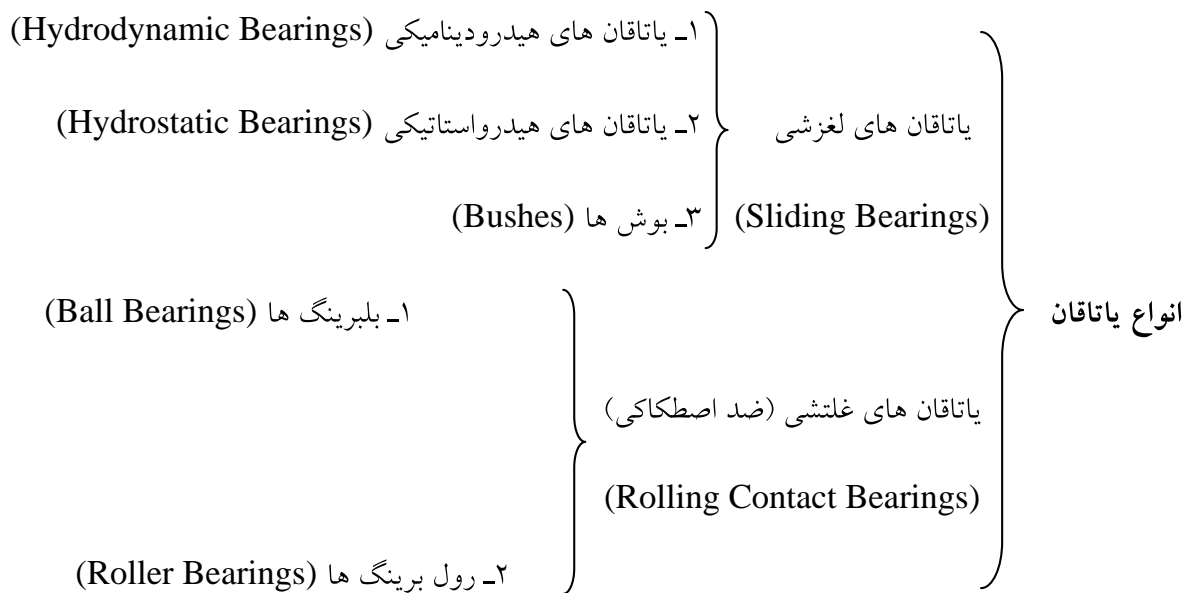 انواع یاتاقان
یاتاقان های لغزشی
(Sliding Bearings)
۱ـ یاتاقان های هیدرودینامیکی (Hydrodynamic Bearings)
۲ـ یاتاقان های هیدرواستاتیکی (Hydrostatic Bearings)
۳ـ بوش ها (Bushes)
یاتاقان های غلتشی (ضد اصطکاکی)
(Rolling Contact Bearings)
۱ـ بلبرینگ ها (Ball Bearings)
۲ـ رول برینگ ها (Roller Bearings)